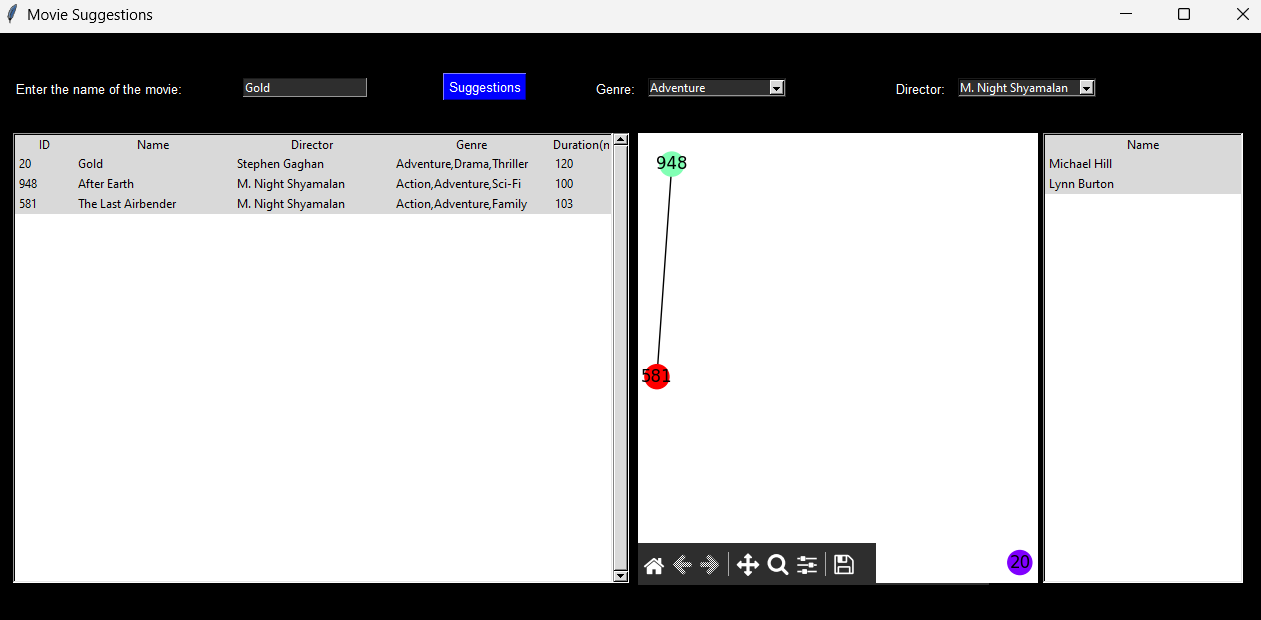 Movie Suggestions
Enter the name of the movie: Gold Suggestions Genre: Adventure Director: M. Night Shyamalan
ID Name Director Genre Duration(n
20 Gold Stephen Gaghan Adventure,Drama,Thriller 120
948 After Earth M. Night Shyamalan Action,Adventure,Sci-Fi 100
581 The Last Airbender M. Night Shyamalan Action,Adventure,Family 103
948
581
20
Name
Michael Hill
Lynn Burton